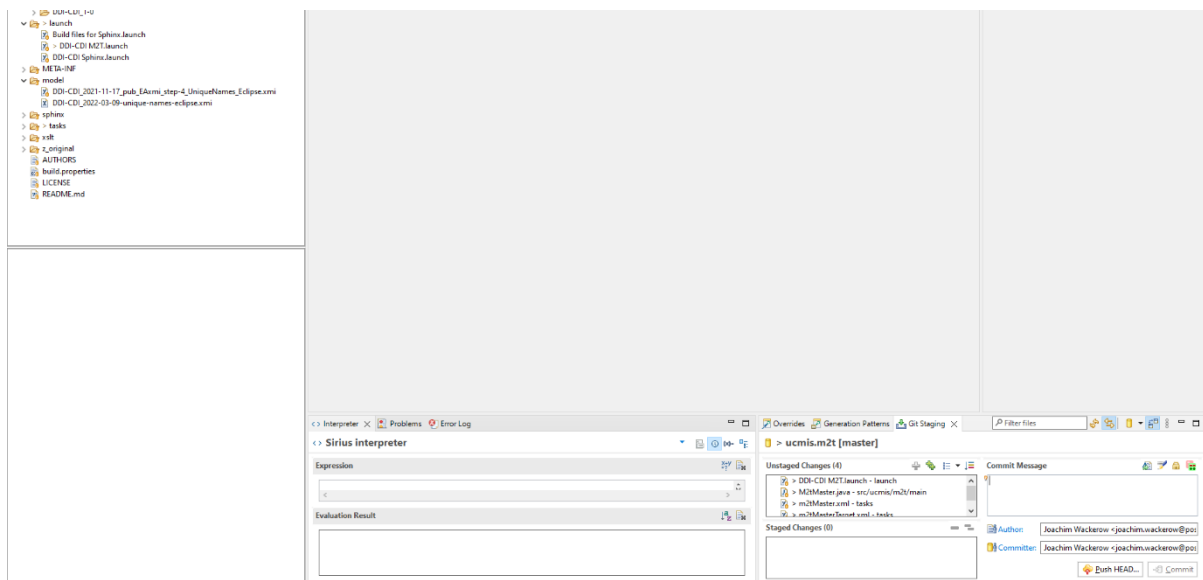 > DDI-CDI_1-0
> launch
Build files for Sphinx.launch
> DDI-CDI M2T.launch
DDI-CDI Sphinx.launch
META-INF
model
DDI-CDI_2021-11-17_pub_EAxmi_step-4_UniqueNames_Eclipse.xmi
DDI-CDI_2022-03-09-unique-names-eclipse.xmi
sphinx
> tasks
xslt
z_original
AUTHORS
build.properties
LICENSE
README.md
Interpreter Problems Error Log
Sirius interpreter
Expression
Evaluation Result
Overrides Generation Patterns Git Staging Filter files
> ucmis.m2t [master]
Unstaged Changes (4)
> DDI-CDI M2T.launch - launch
> M2tMaster.java - src/ucmis/m2t/main
> m2tMaster.xml - tasks
> m2tMasterTarget.xml - tasks
Staged Changes (0)
Commit Message
Author: Joachim Wackerow <joachim.wackerow@pos
Committer: Joachim Wackerow <joachim.wackerow@pos
Push HEAD... Commit